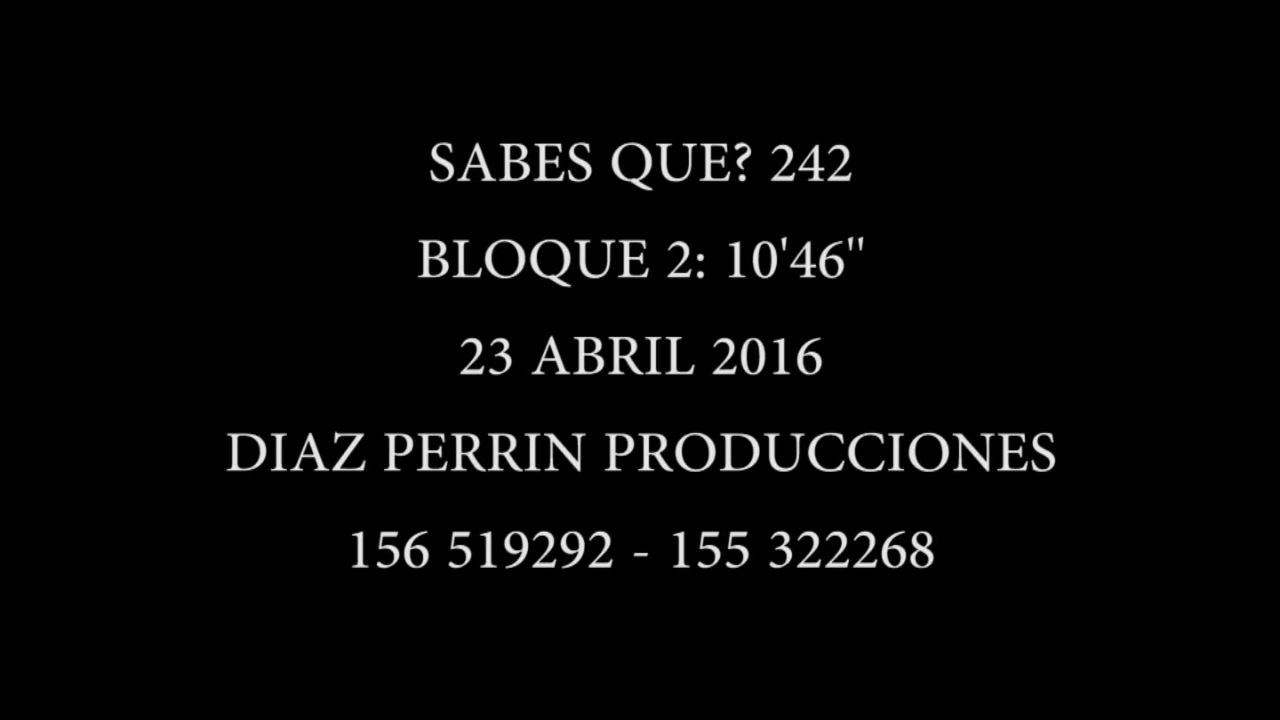 SABES QUE? 242
BLOQUE 2: 10'46"
23 ABRIL 2016
DIAZ PERRIN PRODUCCIONES
156 519292 - 155 322268